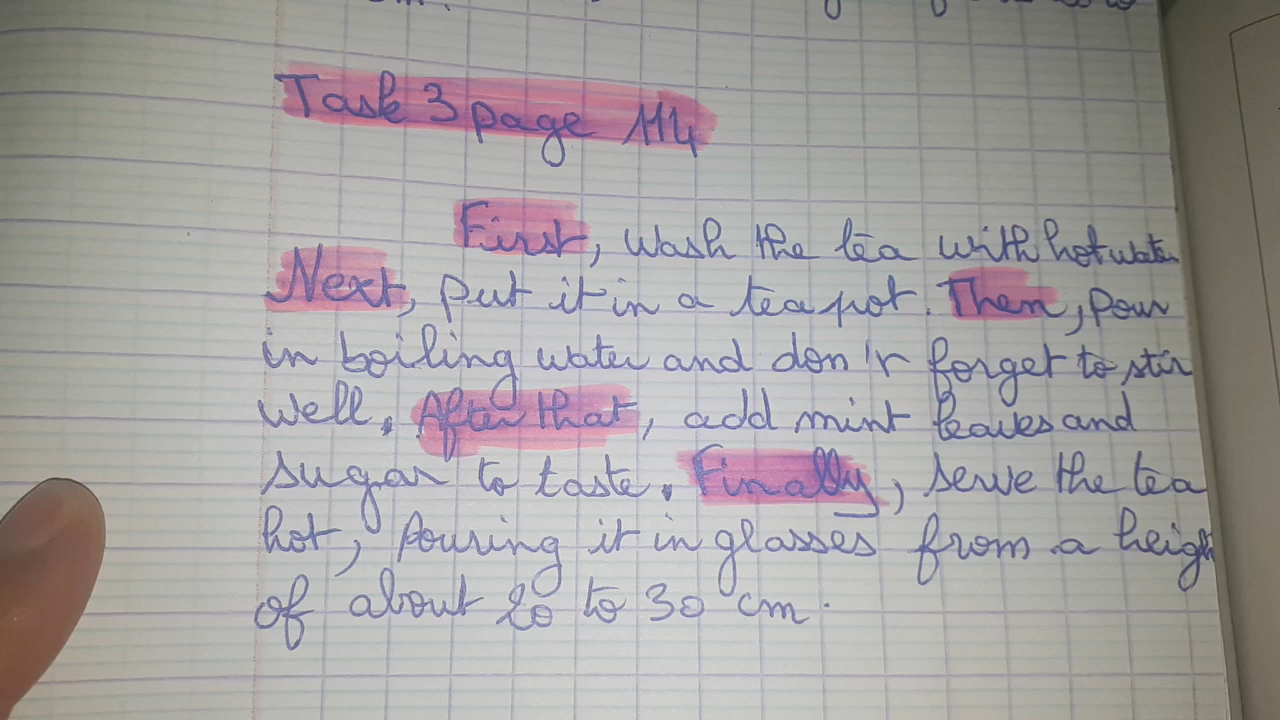 Task 3 page 114
First, wash the tea with hot water
Next, put it in a tea pot. Then, pour
in boiling water and don't forget to stir
well. After that, add mint leaves and
sugar to taste. Finally, serve the tea
hot, pouring it in glasses from a heigh
of about 20 to 30 cm.